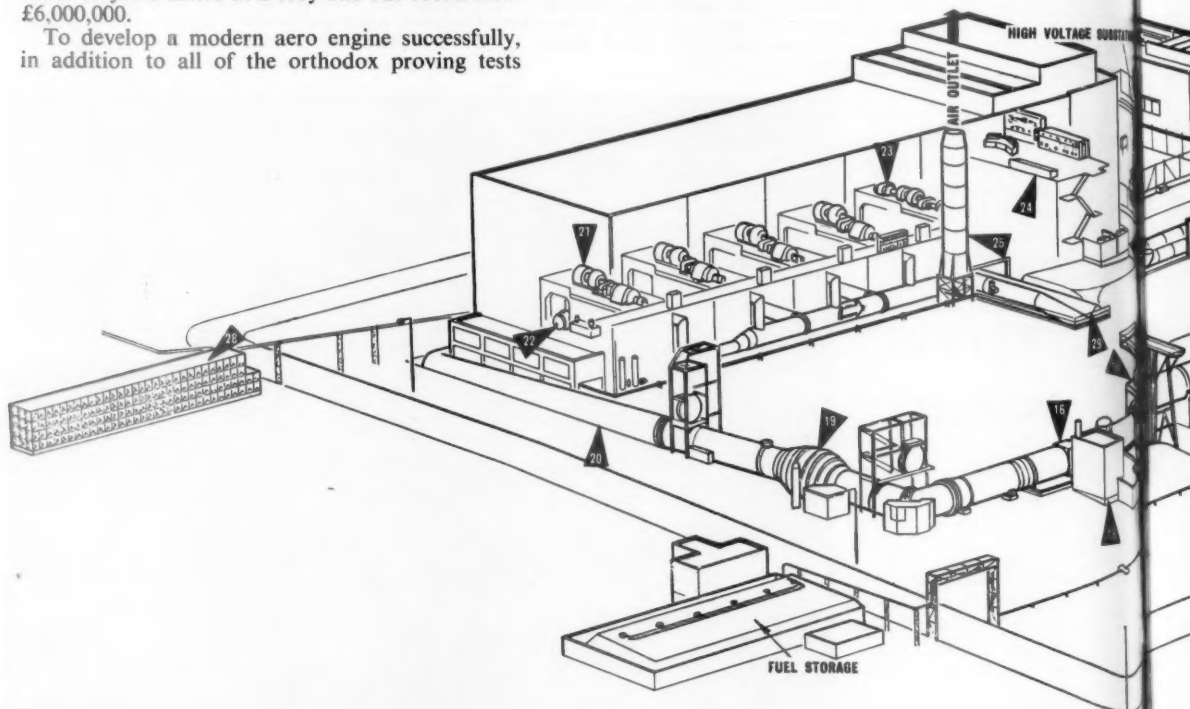 £6,000,000.
To develop a modern aero engine successfully,
in addition to all of the orthodox proving tests
HIGH VOLTAGE
AIR OUTLET
23
24
21
25
22
28
29
19
16
20
FUEL STORAGE